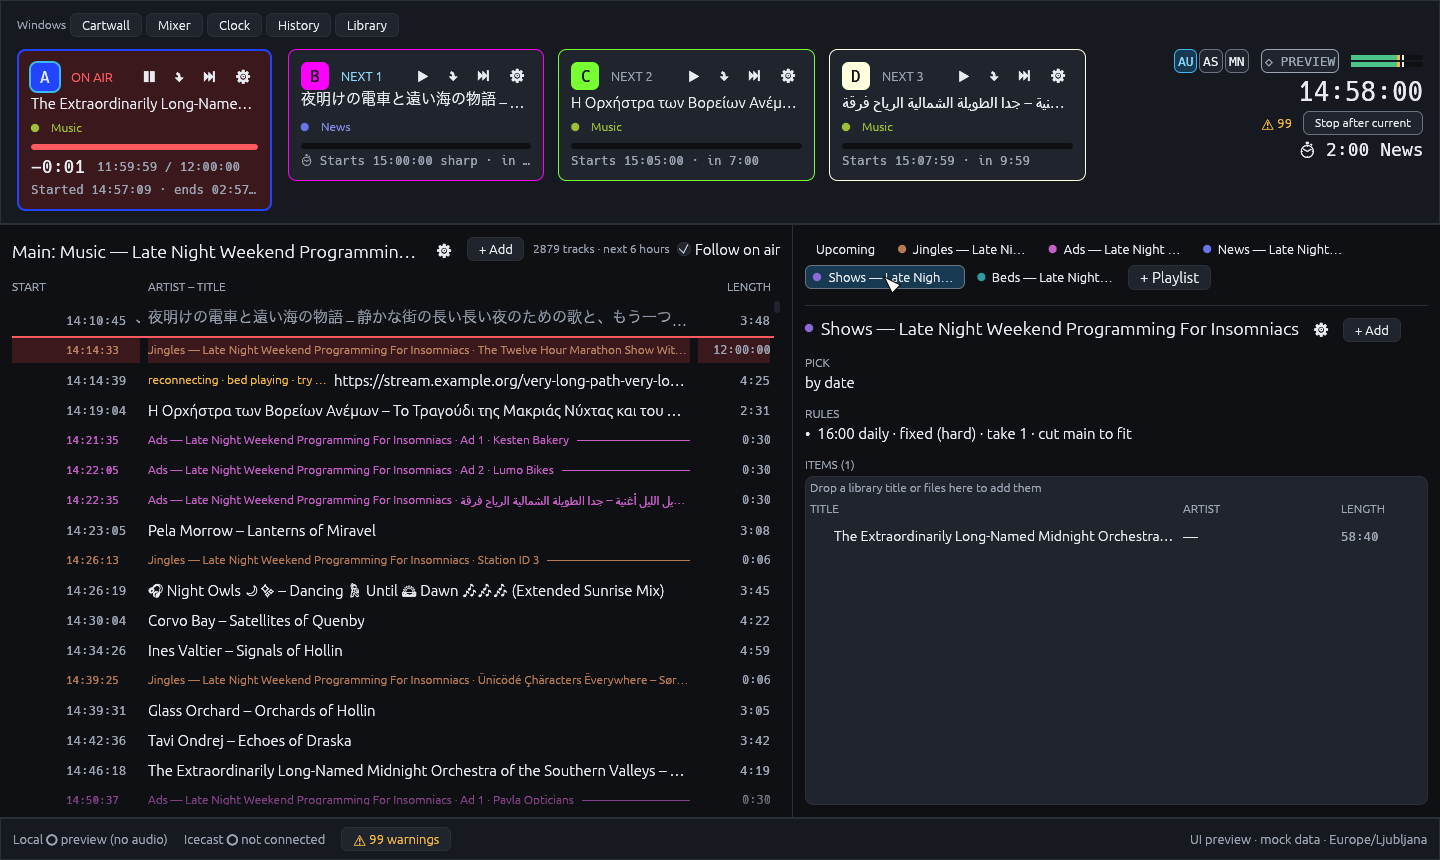 Windows Cartwall Mixer Clock History Library
A ON AIR
The Extraordinarily Long-Name…
Music
−0:01 11:59:59 / 12:00:00
Started 14:57:09 · ends 02:57…
B NEXT 1
夜明けの電車と遠い海の物語 – …
News
Starts 15:00:00 sharp · in …
C NEXT 2
Η Ορχήστρα των Βορείων Ανέμ…
Music
Starts 15:05:00 · in 7:00
D NEXT 3
…نية – جدا الطويلة الشمالية الرياح فرقة
Music
Starts 15:07:59 · in 9:59
AU AS MN ◇ PREVIEW
14:58:00
⚠ 99 Stop after current
2:00 News
Main: Music — Late Night Weekend Programmin… + Add 2879 tracks · next 6 hours ✓ Follow on air
START ARTIST – TITLE LENGTH
14:10:45 、夜明けの電車と遠い海の物語 – 静かな街の長い長い夜のための歌と、もう一つ… 3:48
14:14:33 Jingles — Late Night Weekend Programming For Insomniacs · The Twelve Hour Marathon Show Wit… 12:00:00
14:14:39 reconnecting · bed playing · try … https://stream.example.org/very-long-path-very-lo… 4:25
14:19:04 Η Ορχήστρα των Βορείων Ανέμων – Το Τραγούδι της Μακριάς Νύχτας και του … 2:31
14:21:35 Ads — Late Night Weekend Programming For Insomniacs · Ad 1 · Kesten Bakery 0:30
14:22:05 Ads — Late Night Weekend Programming For Insomniacs · Ad 2 · Lumo Bikes 0:30
14:22:35 Ads — Late Night Weekend Programming For Insomniacs · …يل الليل أغنية – جدا الطويلة الشمالية الرياح فرقة 0:30
14:23:05 Pela Morrow – Lanterns of Miravel 3:08
14:26:13 Jingles — Late Night Weekend Programming For Insomniacs · Station ID 3 0:06
14:26:19 🎧 Night Owls 🌙✨ – Dancing 💃 Until 🌅 Dawn 🎶🎶🎶 (Extended Sunrise Mix) 3:45
14:30:04 Corvo Bay – Satellites of Quenby 4:22
14:34:26 Ines Valtier – Signals of Hollin 4:59
14:39:25 Jingles — Late Night Weekend Programming For Insomniacs · Ünïcödé Çhäracters Ëverywhere – Sør… 0:06
14:39:31 Glass Orchard – Orchards of Hollin 3:05
14:42:36 Tavi Ondrej – Echoes of Draska 3:42
14:46:18 The Extraordinarily Long-Named Midnight Orchestra of the Southern Valleys – … 4:19
14:50:37 Ads — Late Night Weekend Programming For Insomniacs · Ad 1 · Pavla Opticians 0:30
Upcoming Jingles — Late Ni… Ads — Late Night … News — Late Night…
Shows — Late Nigh… Beds — Late Night… + Playlist
Shows — Late Night Weekend Programming For Insomniacs + Add
PICK
by date
RULES
• 16:00 daily · fixed (hard) · take 1 · cut main to fit
ITEMS (1)
Drop a library title or files here to add them
TITLE ARTIST LENGTH
The Extraordinarily Long-Named Midnight Orchestra… — 58:40
Local preview (no audio) Icecast not connected ⚠ 99 warnings UI preview · mock data · Europe/Ljubljana